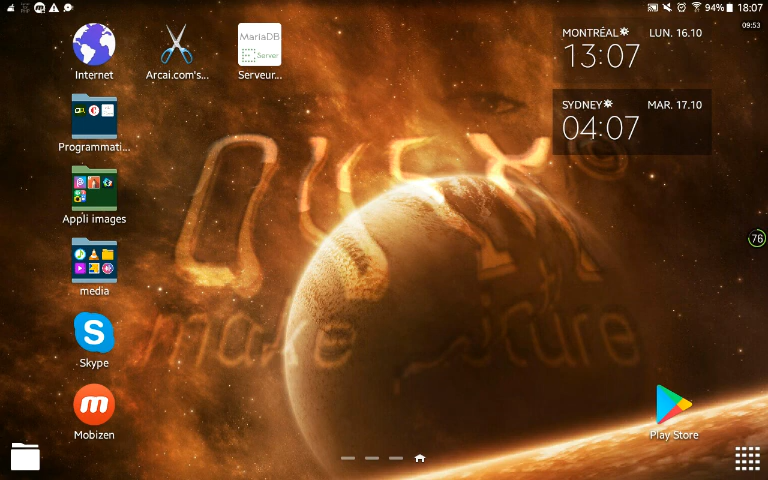 94% 18:07
09:53
MONTRÉAL LUN. 16.10
13:07
SYDNEY MAR. 17.10
04:07
Internet
Arcai.com's...
MariaDB
Server
Serveur...
Programmati...
Appli images
media
76
S
Skype
m
Mobizen
Play Store
make